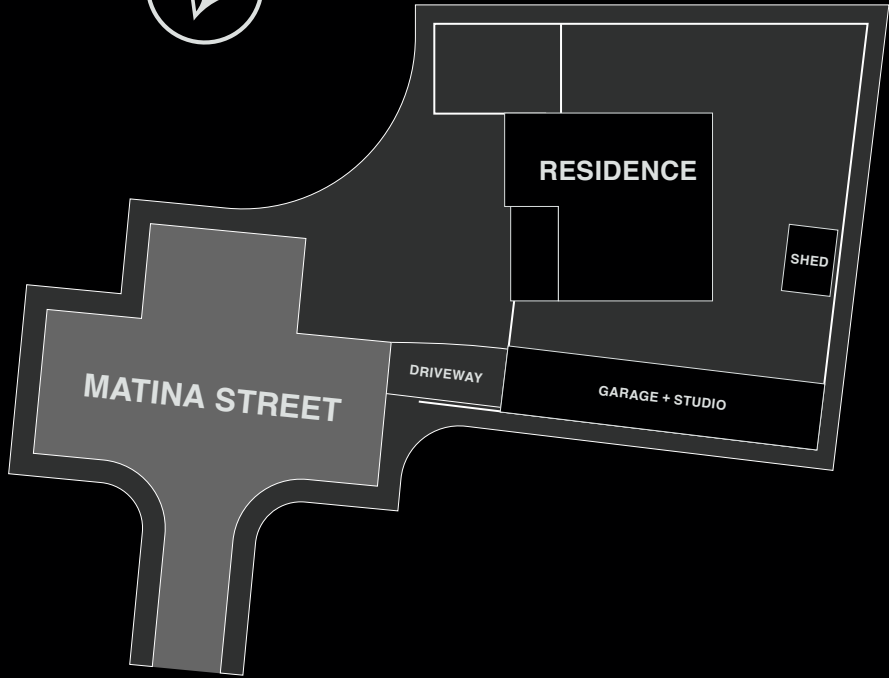 RESIDENCE
SHED
DRIVEWAY
GARAGE + STUDIO
MATINA STREET